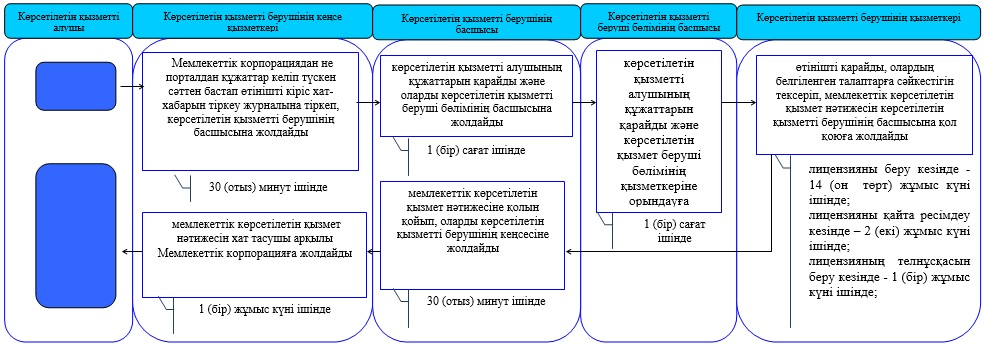 Көрсетілетін қызметті
алушы
Көрсетілетін қызметті берушінің кеңсе
қызметкері
Көрсетілетін қызметті берушінің
басшысы
Көрсетілетін қызметті
беруші бөлімінің басшысы
Көрсетілетін қызметті берушінің қызметкері
Мемлекеттік корпорациядан не
порталдан құжаттар келіп түскен
сәттен бастап өтінішті кіріс хат-
хабарын тіркеу журналына тіркеп,
көрсетілетін қызметті берушінің
басшысына жолдайды
30 (отыз) минут ішінде
көрсетілетін қызметті алушының
құжаттарын қарайды және
оларды көрсетілетін қызметті
беруші бөлімінің басшысына
жолдайды
1 (бір) сағат ішінде
көрсетілетін
қызметті
алушының
құжаттарын
қарайды және
көрсетілетін
қызмет беруші
бөлімінің
қызметкеріне
орындауға
1 (бір) сағат
ішінде
өтінішті қарайды, олардың
белгіленген талаптарға сәйкестігін
тексеріп, мемлекеттік көрсетілетін
қызмет нәтижесін көрсетілетін
қызметті берушінің басшысына қол
қоюға жолдайды
лицензияны беру кезінде -
14 (он төрт) жұмыс күні
ішінде;
лицензияны қайта ресімдеу
кезінде – 2 (екі) жұмыс күні
ішінде;
лицензияның телнұсқасын
беру кезінде - 1 (бір) жұмыс
күні ішінде;
мемлекеттік көрсетілетін
қызмет нәтижесіне қолын
қойып, оларды көрсетілетін
қызметті берушінің кеңсесіне
жолдайды
30 (отыз) минут ішінде
мемлекеттік көрсетілетін қызмет
нәтижесін хат тасушы арқылы
Мемлекеттік корпорацияға жолдайды
1 (бір) жұмыс күні ішінде